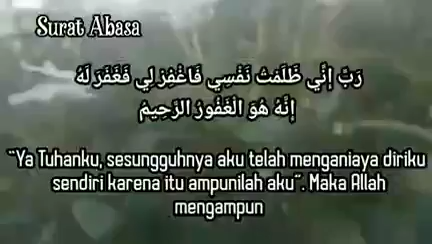 Surat Abasa
رَبِّ إِنِّي ظَلَمْتُ نَفْسِي فَاغْفِرْ لِي فَغَفَرَ لَهُ
إِنَّهُ هُوَ الْغَفُورُ الرَّحِيمُ
"Ya Tuhanku, sesungguhnya aku telah menganiaya diriku
sendiri karena itu ampunilah aku". Maka Allah
mengampun